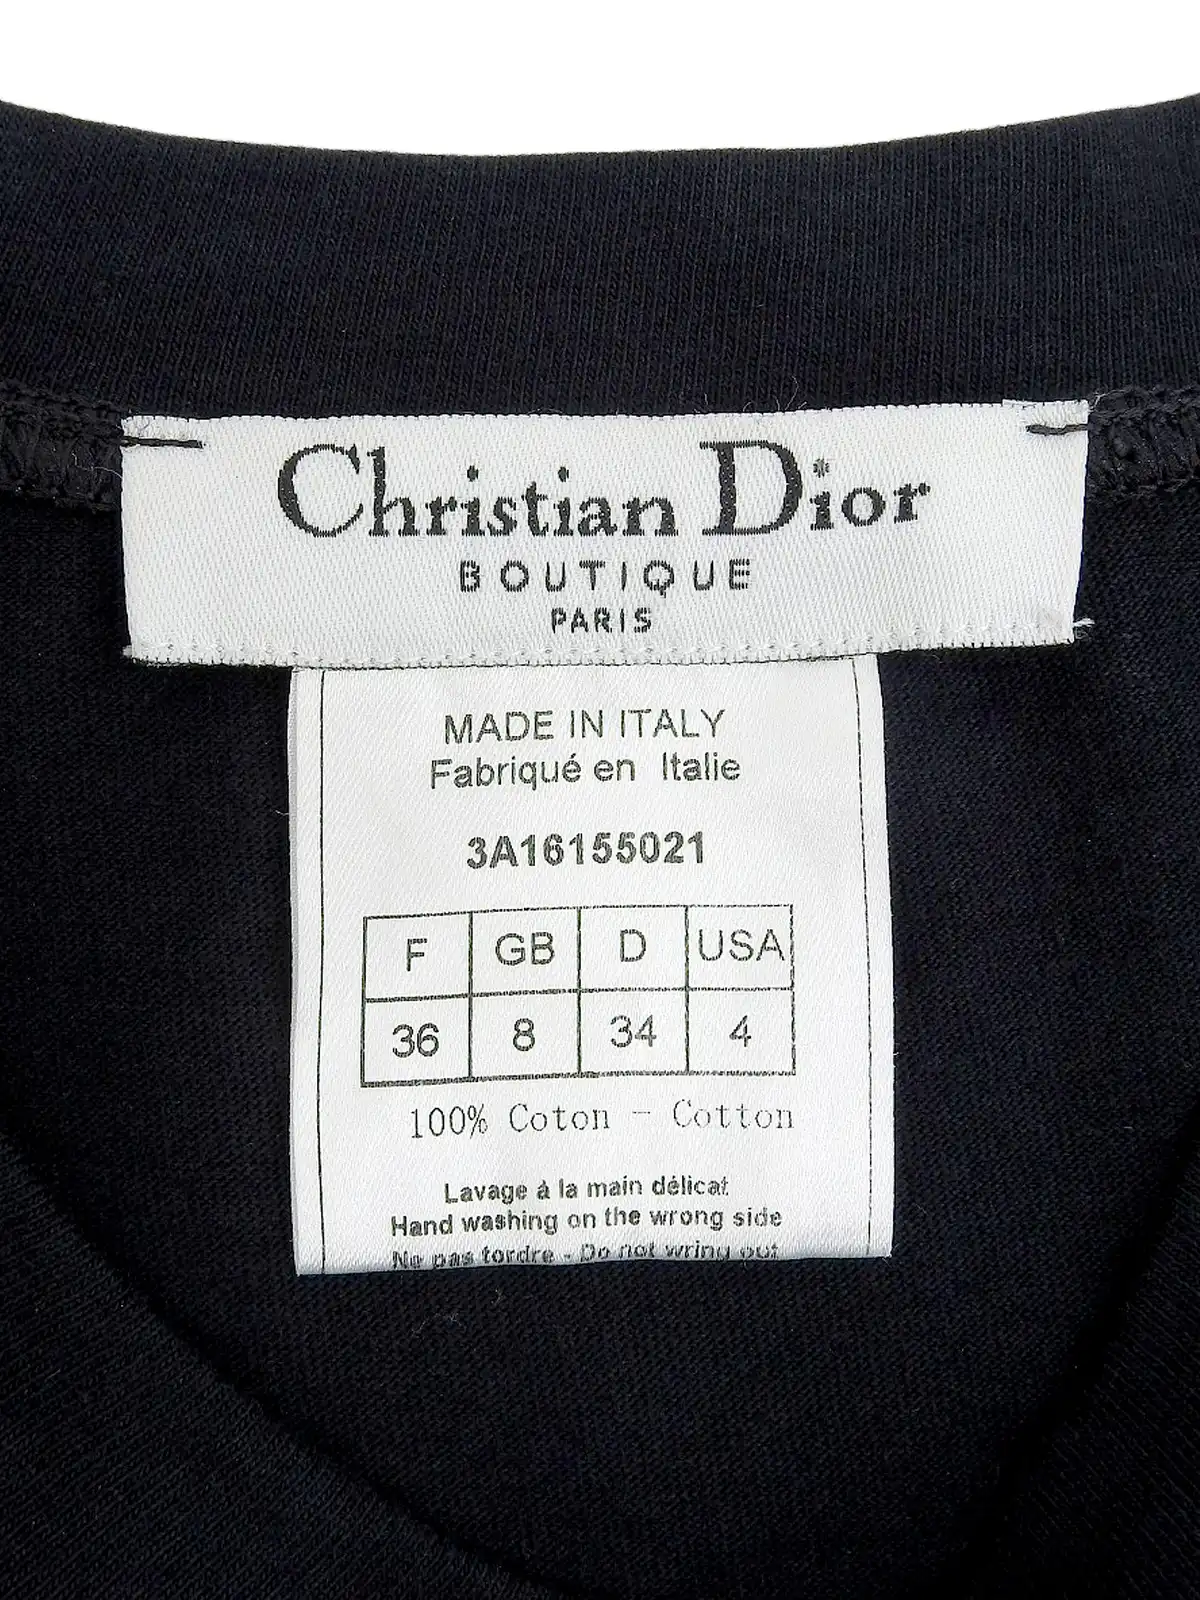 Christian Dior
BOUTIQUE
PARIS
MADE IN ITALY
Fabriqué en Italie
3A16155021
F GB D USA
36 8 34 4
100% Coton - Cotton
Lavage à la main délicat
Hand washing on the wrong side
Ne pas tordre - Do not wring out